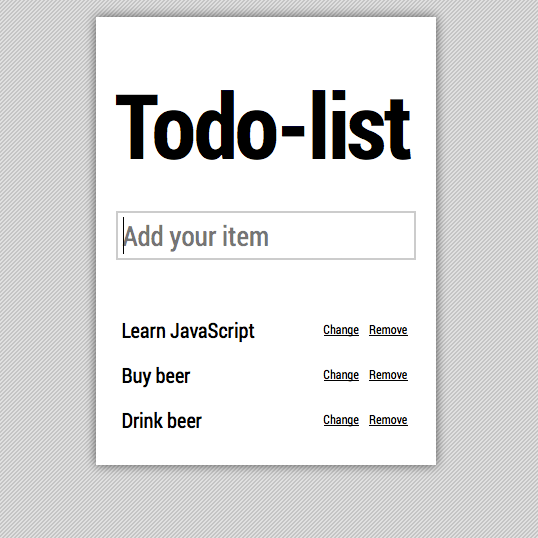 Todo-list
Add your item
Learn JavaScript Change Remove
Buy beer Change Remove
Drink beer Change Remove